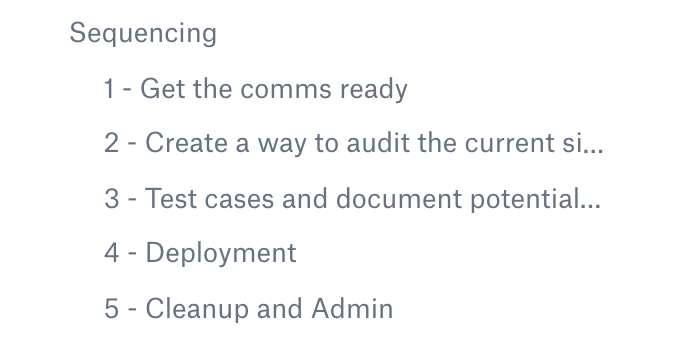 Sequencing
1 - Get the comms ready
2 - Create a way to audit the current si...
3 - Test cases and document potential...
4 - Deployment
5 - Cleanup and Admin